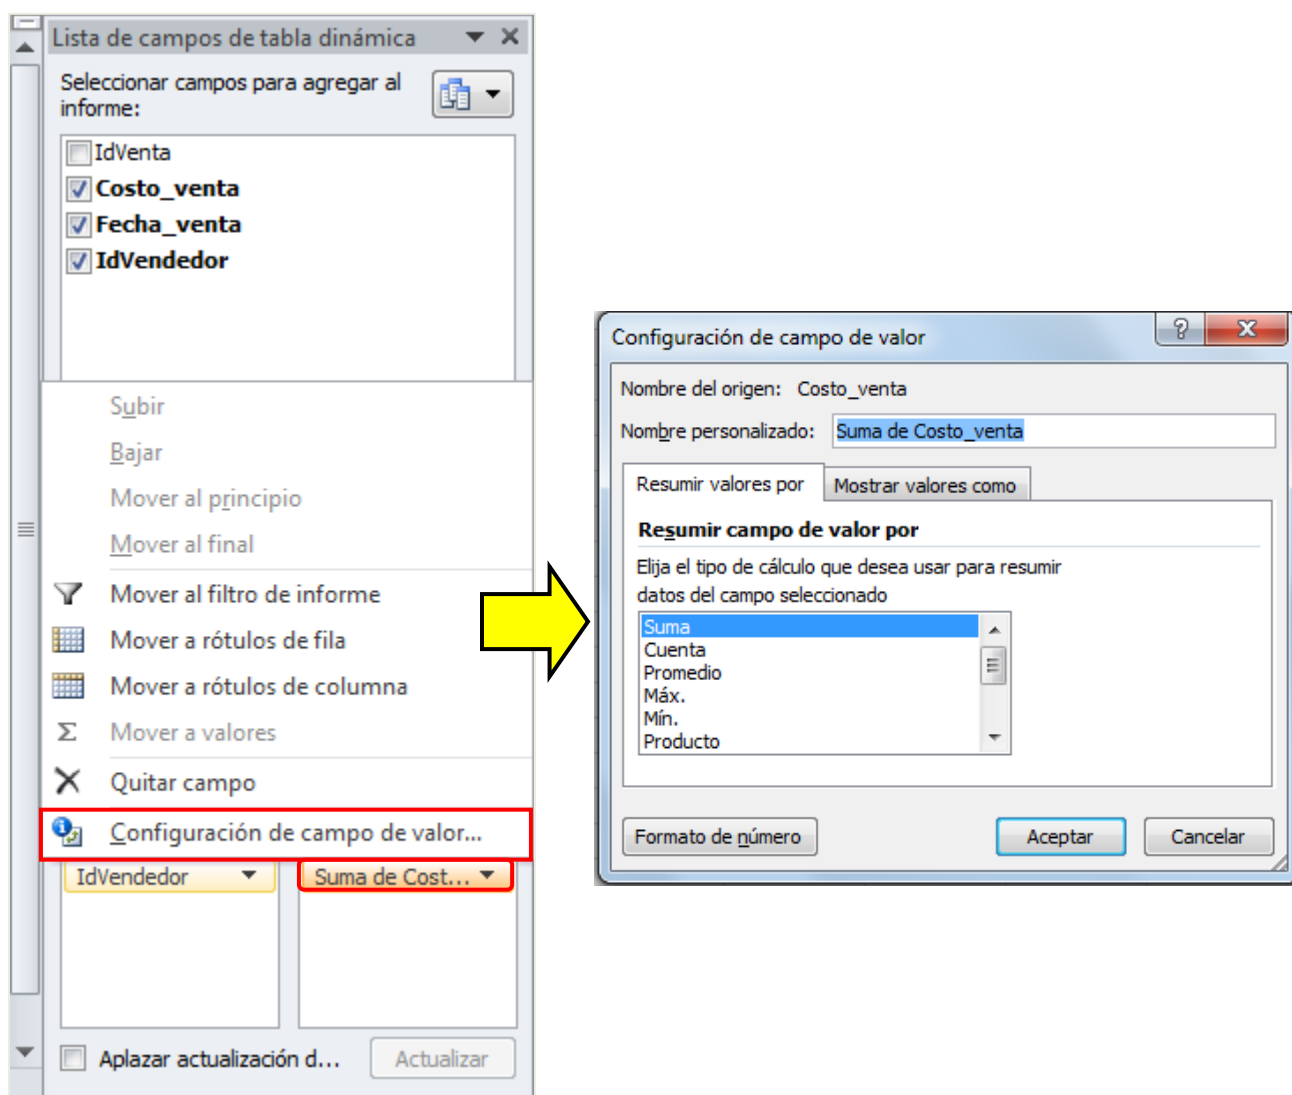 Lista de campos de tabla dinámica
Seleccionar campos para agregar al
informe:
IdVenta
Costo_venta
Fecha_venta
IdVendedor
Subir
Bajar
Mover al principio
Mover al final
Mover al filtro de informe
Mover a rótulos de fila
Mover a rótulos de columna
Σ Mover a valores
Quitar campo
Configuración de campo de valor...
IdVendedor
Suma de Cost...
Aplazar actualización d...
Actualizar
Configuración de campo de valor
?
Nombre del origen: Costo_venta
Nombre personalizado: Suma de Costo_venta
Resumir valores por
Mostrar valores como
Resumir campo de valor por
Elija el tipo de cálculo que desea usar para resumir
datos del campo seleccionado
Suma
Cuenta
Promedio
Máx.
Mín.
Producto
Formato de número
Aceptar
Cancelar